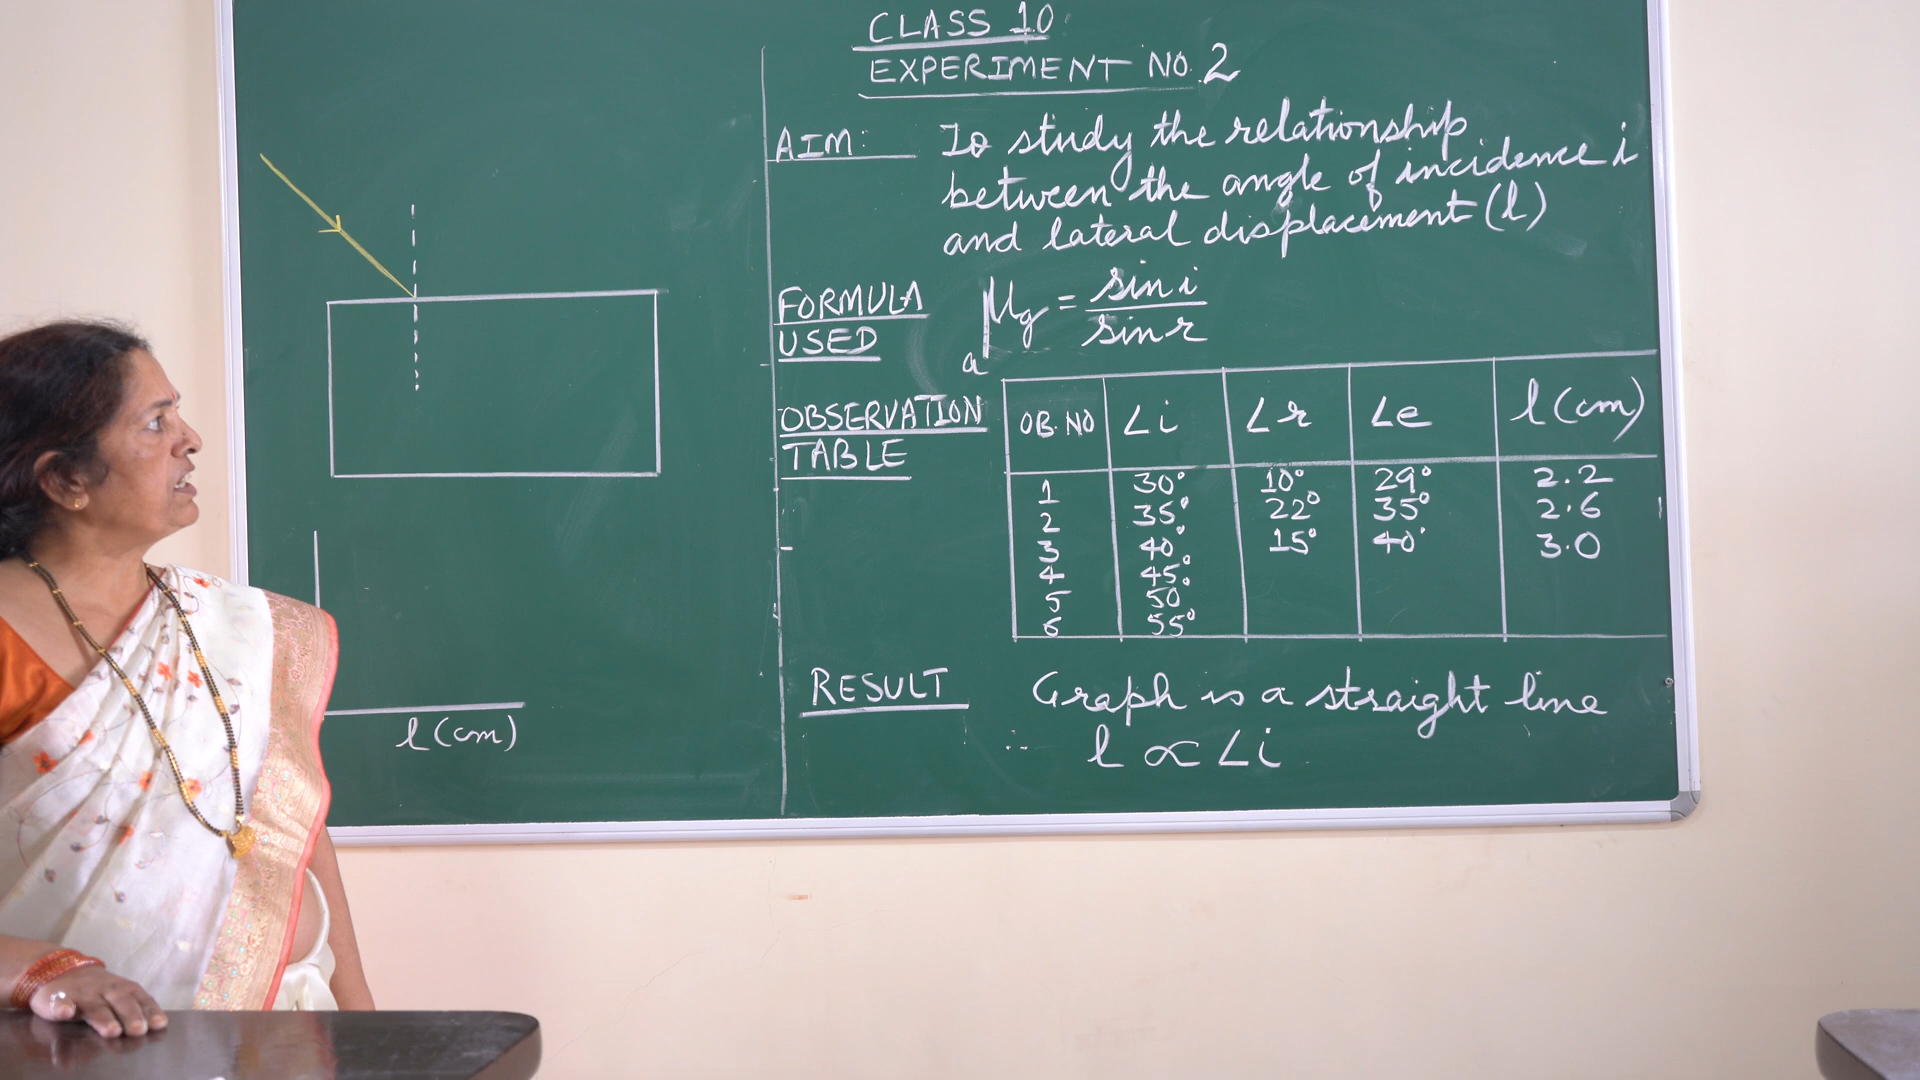 CLASS 10
EXPERIMENT NO. 2
AIM: To study the relationship
between the angle of incidence i
and lateral displacement (l)
FORMULA USED
aμg = sin i / sin r
OBSERVATION TABLE
OB. NO ∠i ∠r ∠e l (cm)
1 30° 10° 29° 2.2
2 35° 22° 35° 2.6
3 40° 15° 40° 3.0
4 45°
5 50°
6 55°
RESULT Graph is a straight line
∴ l ∝ ∠i
l (cm)